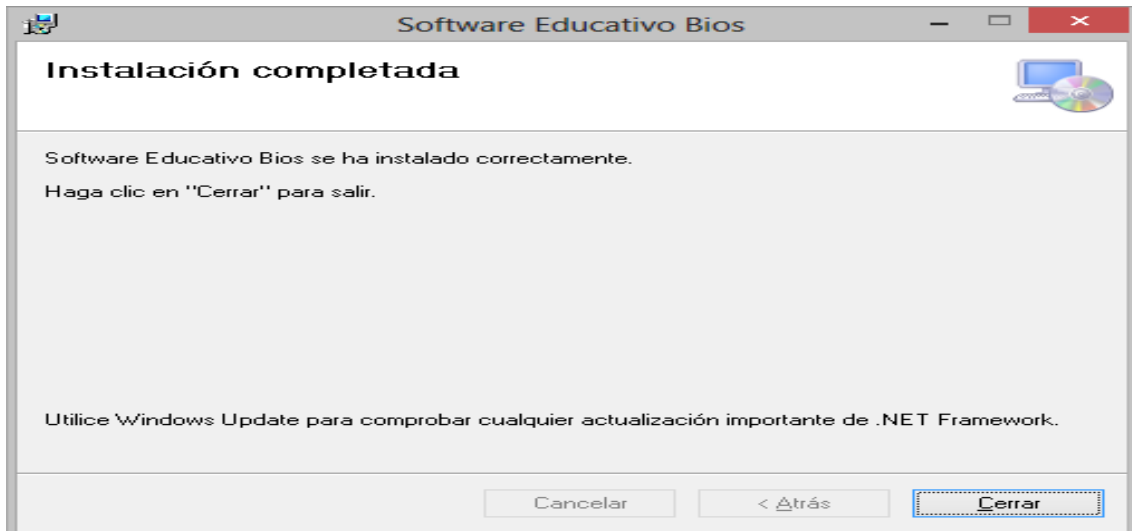 Software Educativo Bios
Instalación completada
Software Educativo Bios se ha instalado correctamente.
Haga clic en "Cerrar" para salir.
Utilice Windows Update para comprobar cualquier actualización importante de .NET Framework.
Cancelar
< Atrás
Cerrar